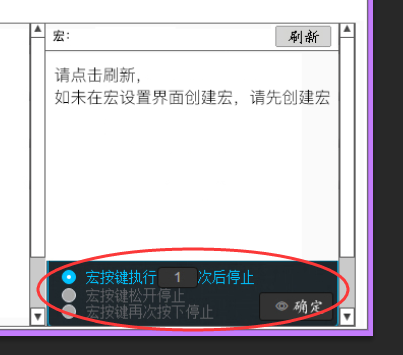 宏：
刷新
请点击刷新，
如未在宏设置界面创建宏，请先创建宏
宏按键执行 1 次后停止
宏按键松开停止
宏按键再次按下停止
确定